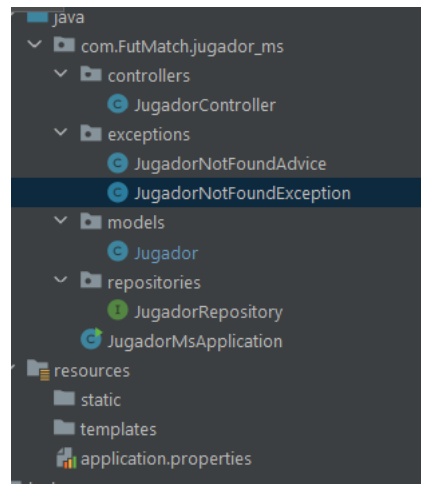 java
com.FutMatch.jugador_ms
controllers
C JugadorController
exceptions
C JugadorNotFoundAdvice
C JugadorNotFoundException
models
C Jugador
repositories
I JugadorRepository
C JugadorMsApplication
resources
static
templates
application.properties